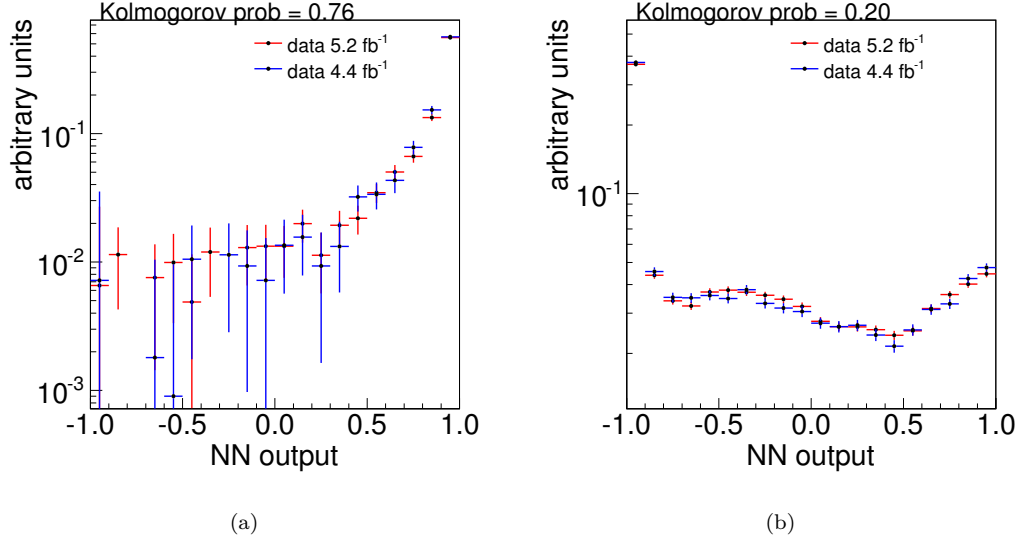 Kolmogorov prob = 0.76
data 5.2 fb⁻¹
data 4.4 fb⁻¹
arbitrary units
10⁻¹
10⁻²
10⁻³
-1.0 -0.5 0.0 0.5 1.0
NN output
(a)
Kolmogorov prob = 0.20
data 5.2 fb⁻¹
data 4.4 fb⁻¹
arbitrary units
10⁻¹
-1.0 -0.5 0.0 0.5 1.0
NN output
(b)